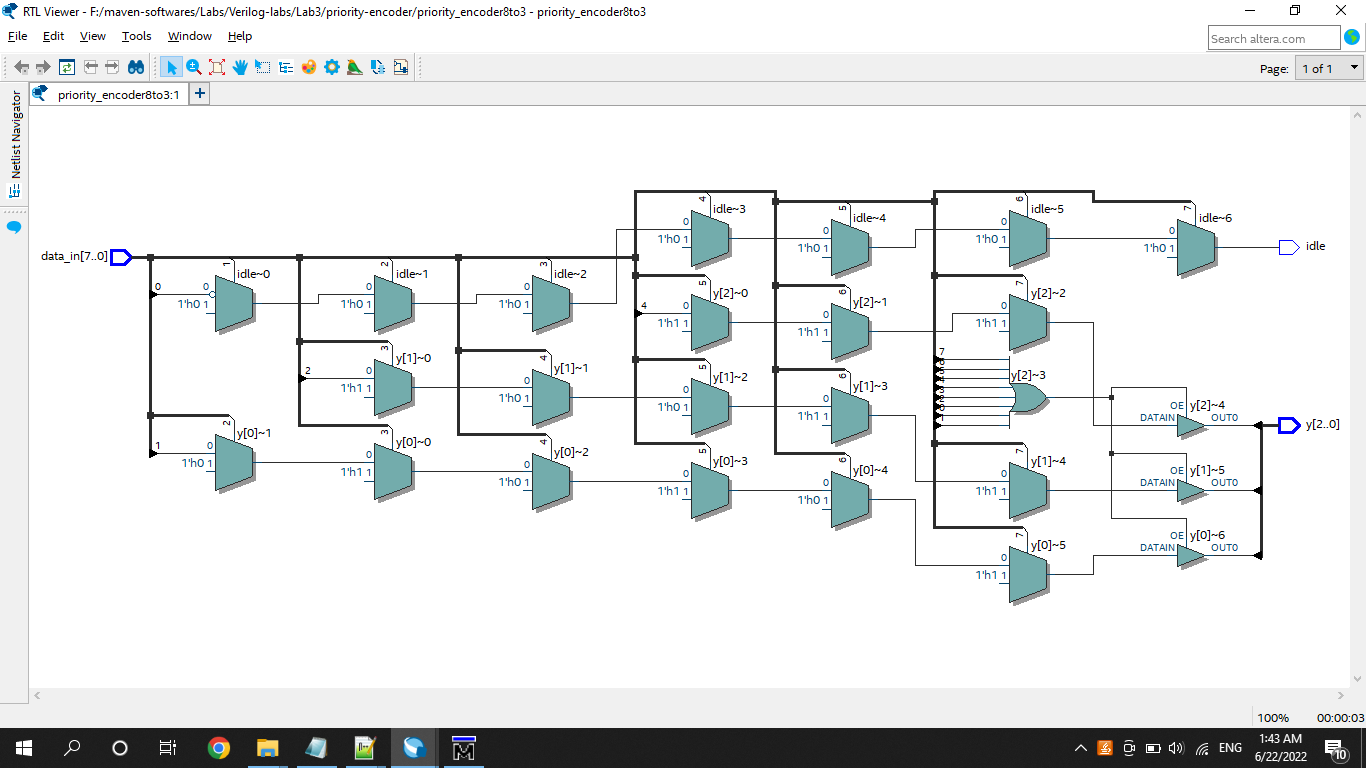 RTL Viewer - F:/maven-softwares/Labs/Verilog-labs/Lab3/priority-encoder/priority_encoder8to3 - priority_encoder8to3
File Edit View Tools Window Help
Search altera.com
Page: 1 of 1
priority_encoder8to3:1
Netlist Navigator
4 idle~3
0
1'h0 1
5 idle~4
0
1'h0 1
6 idle~5
0
1'h0 1
7 idle~6
0
1'h0 1
idle
data_in[7..0]
1 idle~0
0 0
1'h0 1
2 idle~1
0
1'h0 1
3 idle~2
0
1'h0 1
5 y[2]~0
4 0
1'h1 1
6 y[2]~1
0
1'h1 1
7 y[2]~2
0
1'h1 1
3 y[1]~0
2 0
1'h1 1
4 y[1]~1
0
1'h0 1
5 y[1]~2
0
1'h0 1
6 y[1]~3
0
1'h1 1
7
y[2]~3
y[2]~4
OE
DATAIN OUT0
y[2..0]
2 y[0]~1
1 0
1'h0 1
3 y[0]~0
0
1'h1 1
4 y[0]~2
0
1'h0 1
5 y[0]~3
0
1'h1 1
6 y[0]~4
0
1'h0 1
7 y[1]~4
0
1'h1 1
y[1]~5
OE
DATAIN OUT0
7 y[0]~5
0
1'h1 1
y[0]~6
OE
DATAIN OUT0
100% 00:00:03
ENG
1:43 AM
6/22/2022
10